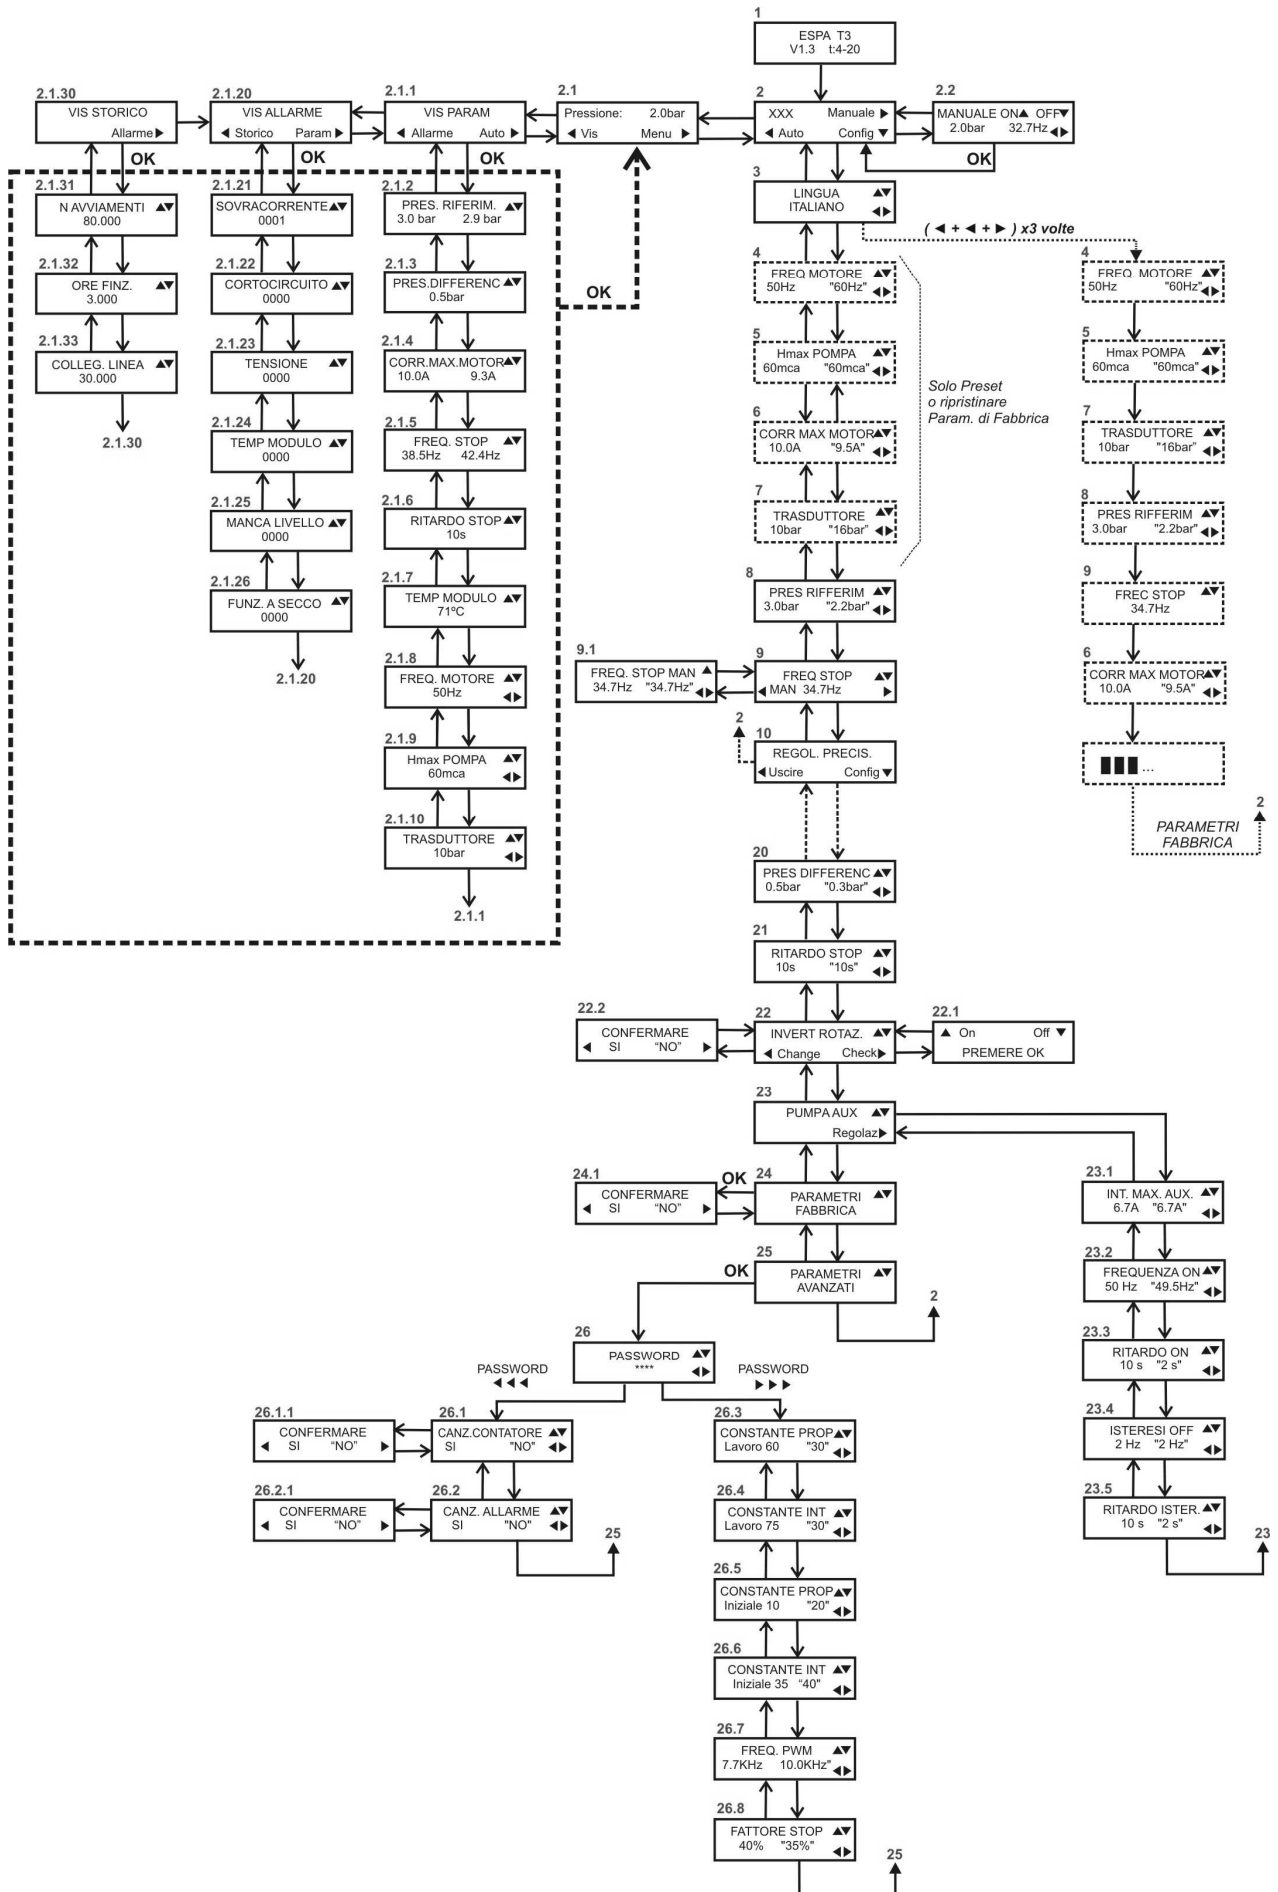 1
ESPA T3
V1.3 t:4-20
2.1.30
VIS STORICO
Allarme ▶
OK
2.1.20
VIS ALLARME
◀ Storico Param ▶
OK
2.1.1
VIS PARAM
◀ Allarme Auto ▶
OK
2.1
Pressione: 2.0bar
◀ Vis Menu ▶
2
XXX Manuale ▶
◀ Auto Config ▼
2.2
MANUALE ON▲ OFF▼
2.0bar 32.7Hz ◀▶
OK
2.1.31
N AVVIAMENTI ▲▼
80.000
2.1.32
ORE FINZ. ▲▼
3.000
2.1.33
COLLEG. LINEA ▲▼
30.000
2.1.30
2.1.21
SOVRACORRENTE ▲▼
0001
2.1.22
CORTOCIRCUITO ▲▼
0000
2.1.23
TENSIONE ▲▼
0000
2.1.24
TEMP MODULO ▲▼
0000
2.1.25
MANCA LIVELLO ▲▼
0000
2.1.26
FUNZ. A SECCO ▲▼
0000
2.1.20
2.1.2
PRES. RIFERIM. ▲▼
3.0 bar 2.9 bar
2.1.3
PRES.DIFFERENC ▲▼
0.5bar
2.1.4
CORR.MAX.MOTOR ▲▼
10.0A 9.3A
2.1.5
FREQ. STOP ▲▼
38.5Hz 42.4Hz
2.1.6
RITARDO STOP ▲▼
10s
2.1.7
TEMP MODULO ▲▼
71ºC
2.1.8
FREQ. MOTORE ▲▼
50Hz ◀▶
2.1.9
Hmax POMPA ▲▼
60mca ◀▶
2.1.10
TRASDUTTORE ▲▼
10bar ◀▶
2.1.1
OK
3
LINGUA ▲▼
ITALIANO ◀▶
( ◀ + ◀ + ▶ ) x3 volte
4
FREQ MOTORE ▲▼
50Hz "60Hz" ◀▶
5
Hmax POMPA ▲▼
60mca "60mca" ◀▶
6
CORR MAX MOTOR ▲▼
10.0A "9.5A" ◀▶
7
TRASDUTTORE ▲▼
10bar "16bar" ◀▶
Solo Preset
o ripristinare
Param. di Fabbrica
8
PRES RIFFERIM ▲▼
3.0bar "2.2bar" ◀▶
9.1
FREQ. STOP MAN ▲
34.7Hz "34.7Hz" ◀▶
9
FREQ STOP ▲▼
◀ MAN 34.7Hz ▶
2
10
REGOL. PRECIS.
◀ Uscire Config ▼
4
FREQ. MOTORE ▲▼
50Hz "60Hz" ◀▶
5
Hmax POMPA ▲▼
60mca "60mca" ◀▶
7
TRASDUTTORE ▲▼
10bar "16bar" ◀▶
8
PRES RIFFERIM ▲▼
3.0bar "2.2bar" ◀▶
9
FREC STOP ▲▼
34.7Hz
6
CORR MAX MOTOR ▲▼
10.0A "9.5A" ◀▶
...
PARAMETRI
FABBRICA
2
20
PRES DIFFERENC ▲▼
0.5bar "0.3bar" ◀▶
21
RITARDO STOP ▲▼
10s "10s" ◀▶
22.2
CONFERMARE
◀ SI “NO” ▶
22
INVERT ROTAZ. ▲▼
◀ Change Check ▶
22.1
▲ On Off ▼
PREMERE OK
23
PUMPA AUX ▲▼
Regolaz ▶
24.1
CONFERMARE
◀ SI “NO” ▶
OK
24
PARAMETRI ▲▼
FABBRICA
25
PARAMETRI ▲▼
AVANZATI
OK
2
23.1
INT. MAX. AUX. ▲▼
6.7A "6.7A" ◀▶
23.2
FREQUENZA ON ▲▼
50 Hz "49.5Hz" ◀▶
23.3
RITARDO ON ▲▼
10 s "2 s" ◀▶
23.4
ISTERESI OFF ▲▼
2 Hz "2 Hz" ◀▶
23.5
RITARDO ISTER. ▲▼
10 s "2 s" ◀▶
23
26
PASSWORD ▲▼
**** ◀▶
PASSWORD
◀ ◀ ◀
PASSWORD
▶ ▶ ▶
26.1.1
CONFERMARE
◀ SI “NO” ▶
26.1
CANZ.CONTATORE ▲▼
SI "NO" ◀▶
26.2.1
CONFERMARE
◀ SI “NO” ▶
26.2
CANZ. ALLARME ▲▼
SI "NO" ◀▶
25
26.3
CONSTANTE PROP ▲▼
Lavoro 60 "30" ◀▶
26.4
CONSTANTE INT ▲▼
Lavoro 75 "30" ◀▶
26.5
CONSTANTE PROP ▲▼
Iniziale 10 "20" ◀▶
26.6
CONSTANTE INT ▲▼
Iniziale 35 “40" ◀▶
26.7
FREQ. PWM ▲▼
7.7KHz 10.0KHz" ◀▶
26.8
FATTORE STOP ▲▼
40% "35%" ◀▶
25